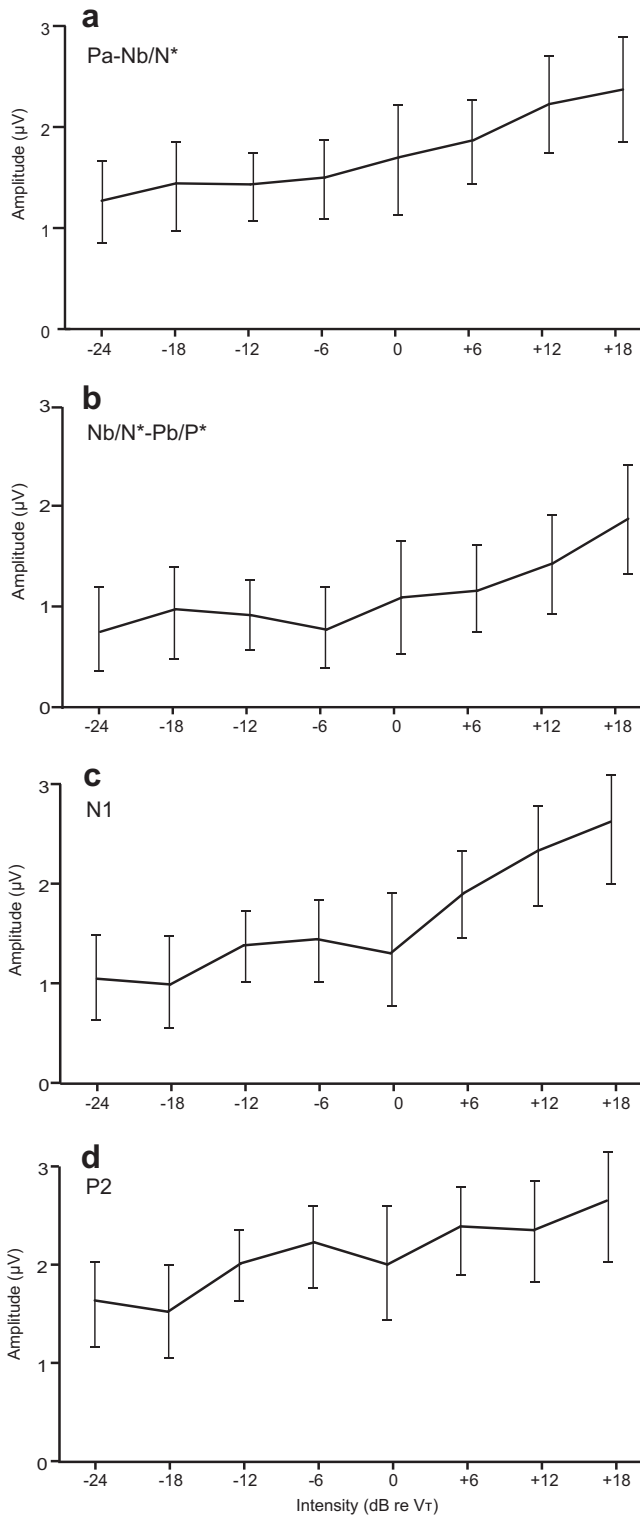 a
Pa-Nb/N*
Amplitude (µV)
3
2
1
0
-24 -18 -12 -6 0 +6 +12 +18
b
Nb/N*-Pb/P*
Amplitude (µV)
3
2
1
0
-24 -18 -12 -6 0 +6 +12 +18
c
N1
Amplitude (µV)
3
2
1
0
-24 -18 -12 -6 0 +6 +12 +18
d
P2
Amplitude (µV)
3
2
1
0
-24 -18 -12 -6 0 +6 +12 +18
Intensity (dB re Vᴛ)